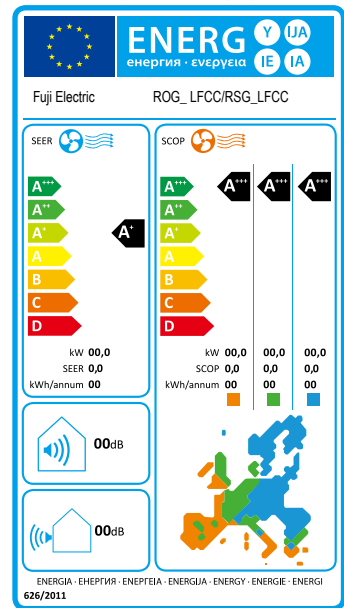 ENERG Y IJA
енергия · ενεργεια IE IA
Fuji Electric ROG_ LFCC/RSG_LFCC
SEER SCOP
A+++ A+++ A+++ A+++ A+++
A++ A++
A+ A+ A+
A A
B B
C C
D D
kW 00,0 kW 00,0 00,0 00,0
SEER 0,0 SCOP 0,0 0,0 0,0
kWh/annum 00 kWh/annum 00 00 00
00dB
00dB
ENERGIA · ЕНЕРГИЯ · ΕΝΕΡΓΕΙΑ · ENERGIJA · ENERGY · ENERGIE · ENERGI
626/2011